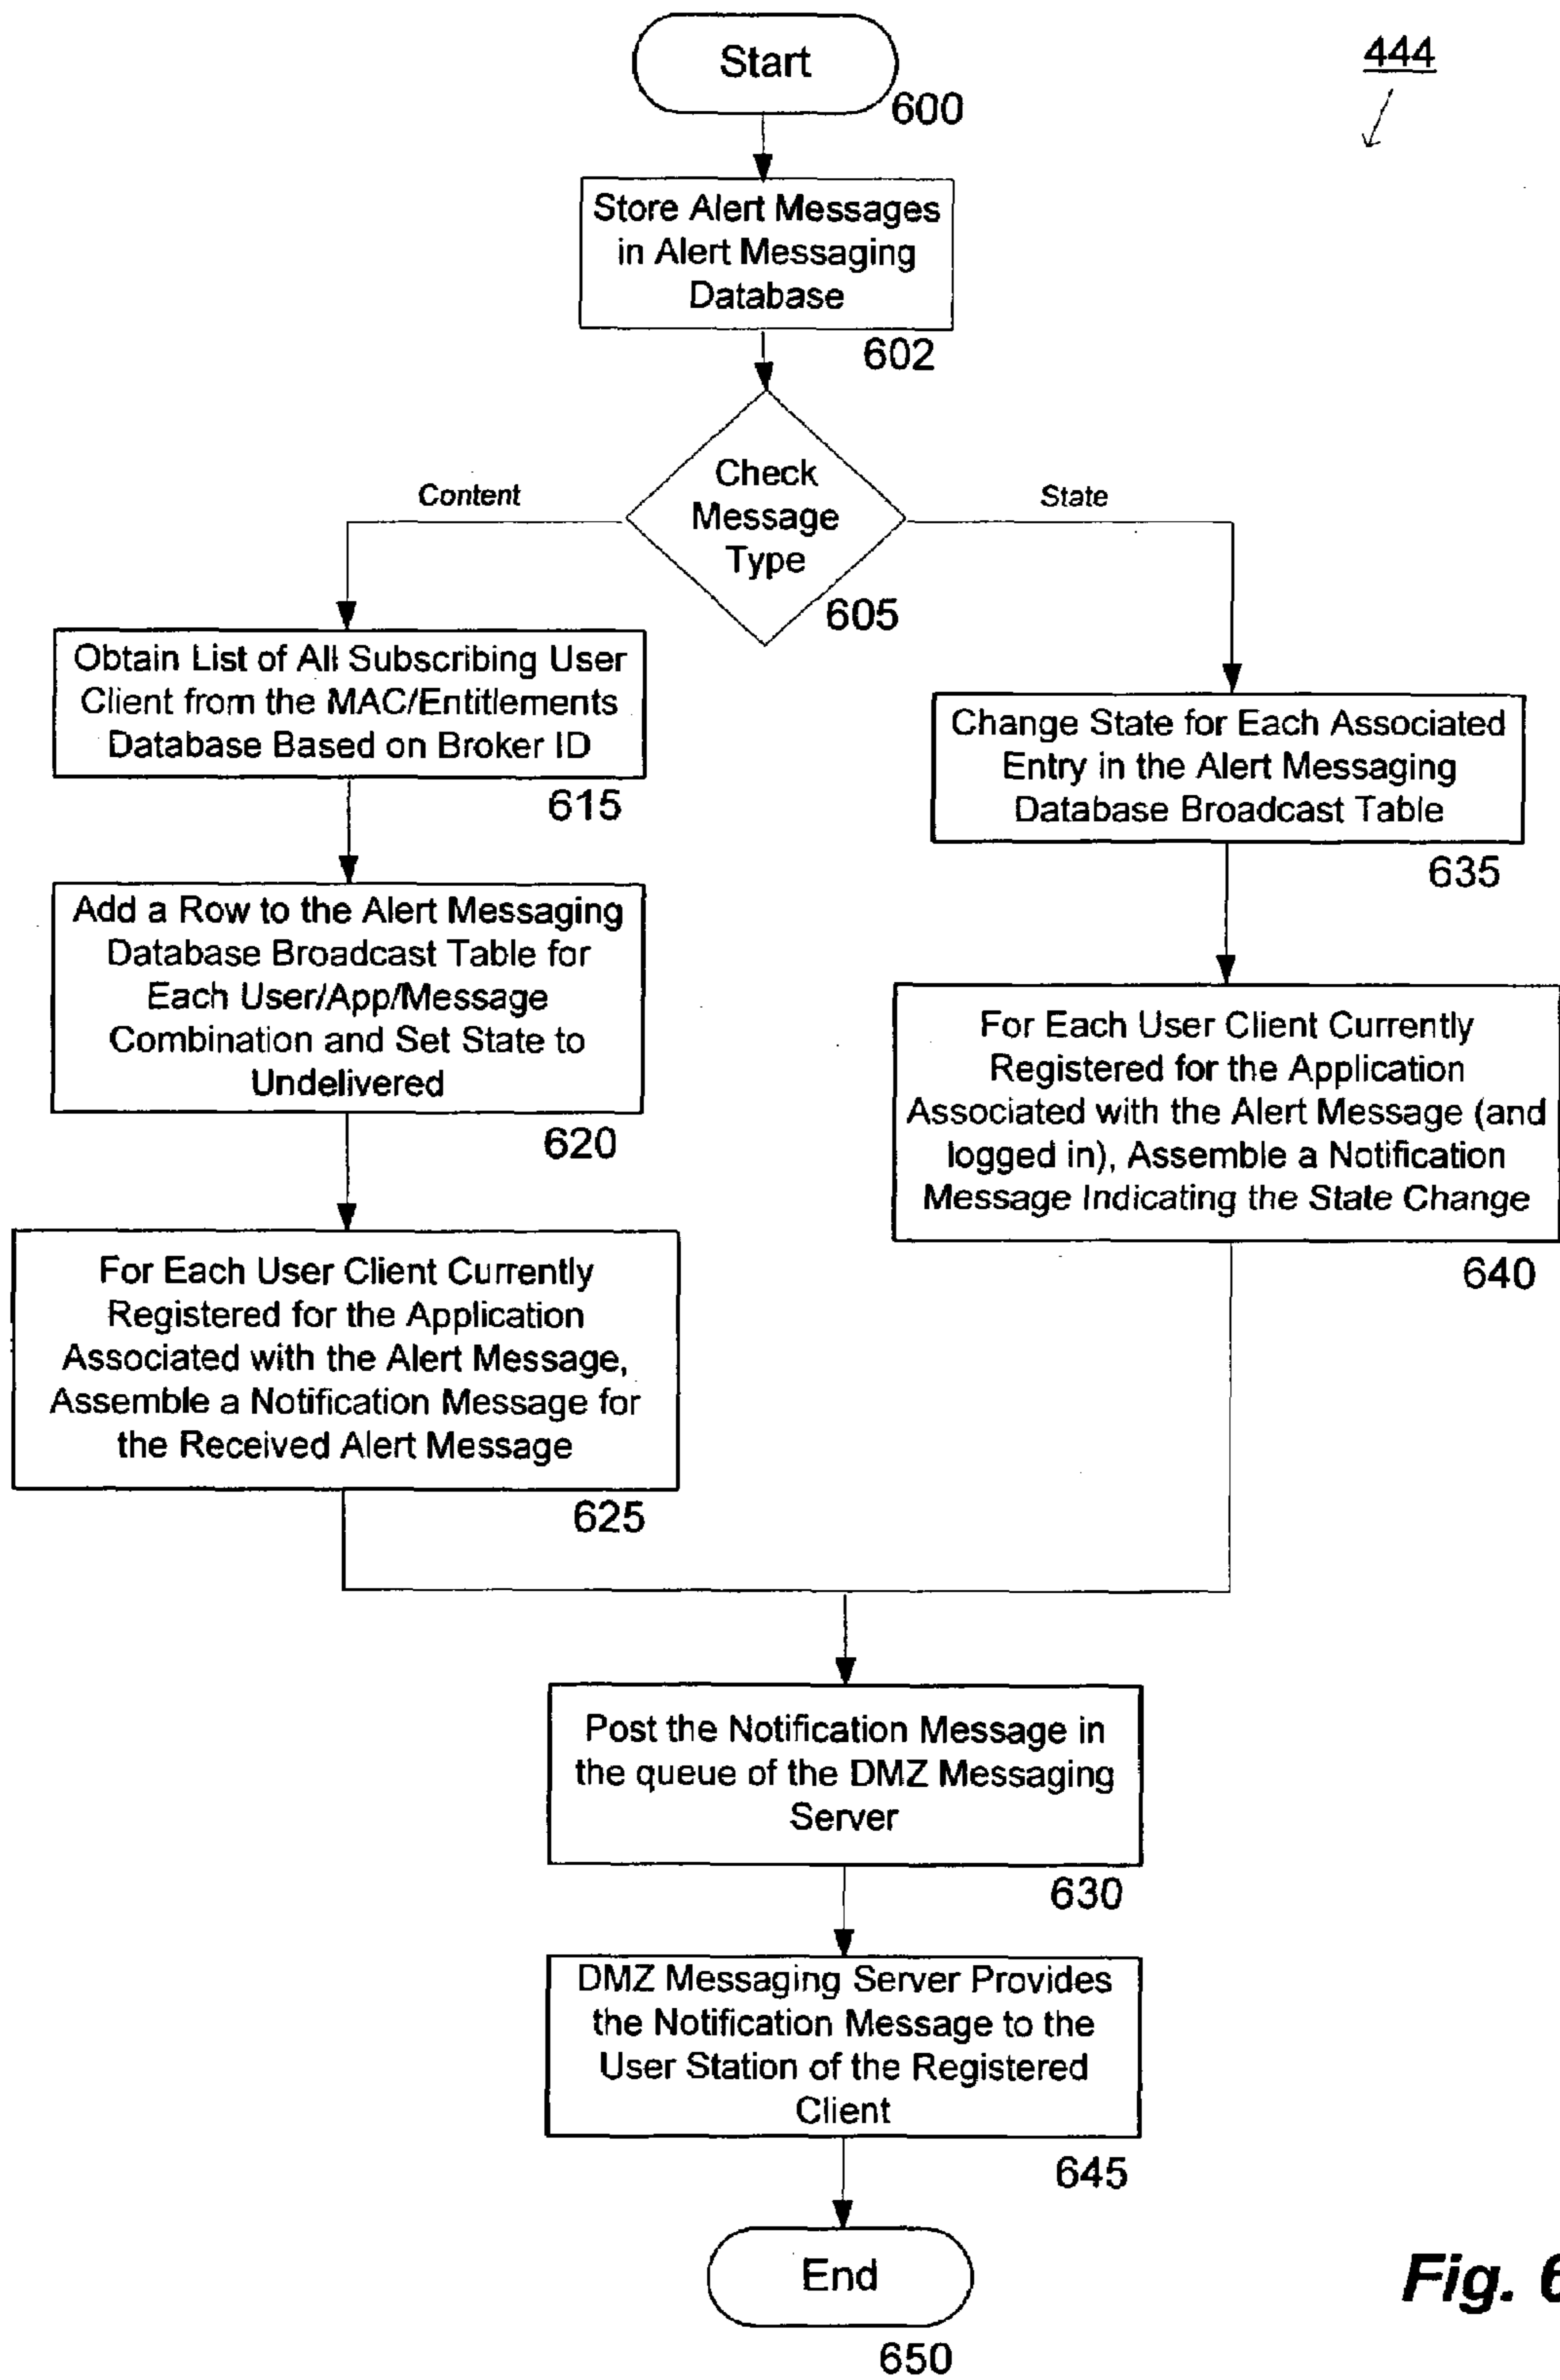 Start
600
444
Store Alert Messages
in Alert Messaging
Database
602
Check
Message
Type
605
Content
State
Obtain List of All Subscribing User
Client from the MAC/Entitlements
Database Based on Broker ID
615
Change State for Each Associated
Entry in the Alert Messaging
Database Broadcast Table
635
Add a Row to the Alert Messaging
Database Broadcast Table for
Each User/App/Message
Combination and Set State to
Undelivered
620
For Each User Client Currently
Registered for the Application
Associated with the Alert Message (and
logged in), Assemble a Notification
Message Indicating the State Change
640
For Each User Client Currently
Registered for the Application
Associated with the Alert Message,
Assemble a Notification Message for
the Received Alert Message
625
Post the Notification Message in
the queue of the DMZ Messaging
Server
630
DMZ Messaging Server Provides
the Notification Message to the
User Station of the Registered
Client
645
End
650
Fig. 6